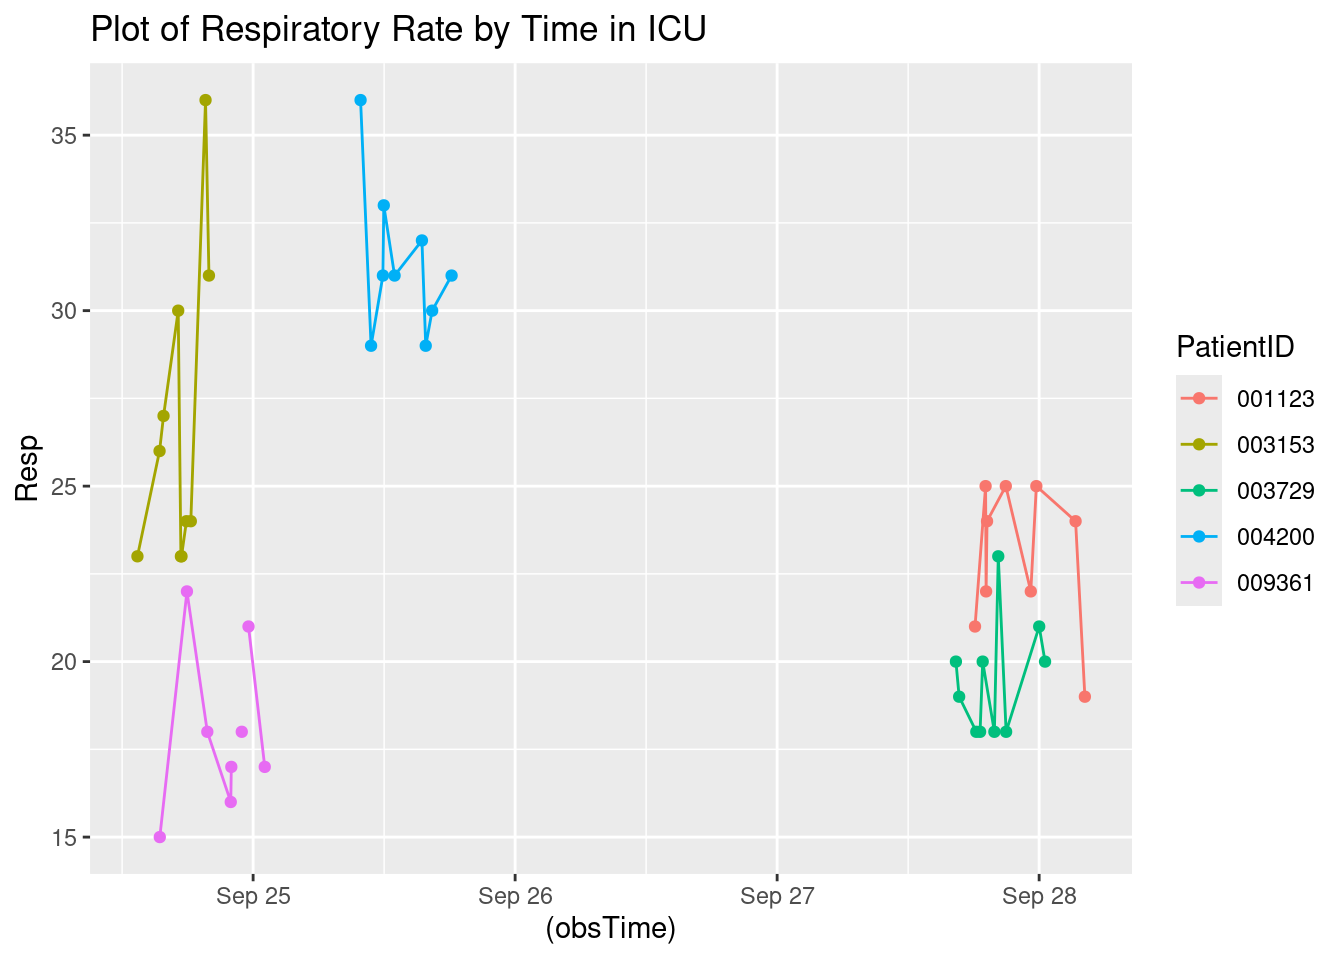 Plot of Respiratory Rate by Time in ICU
35
30
25
20
15
Resp
Sep 25
Sep 26
Sep 27
Sep 28
(obsTime)
PatientID
001123
003153
003729
004200
009361